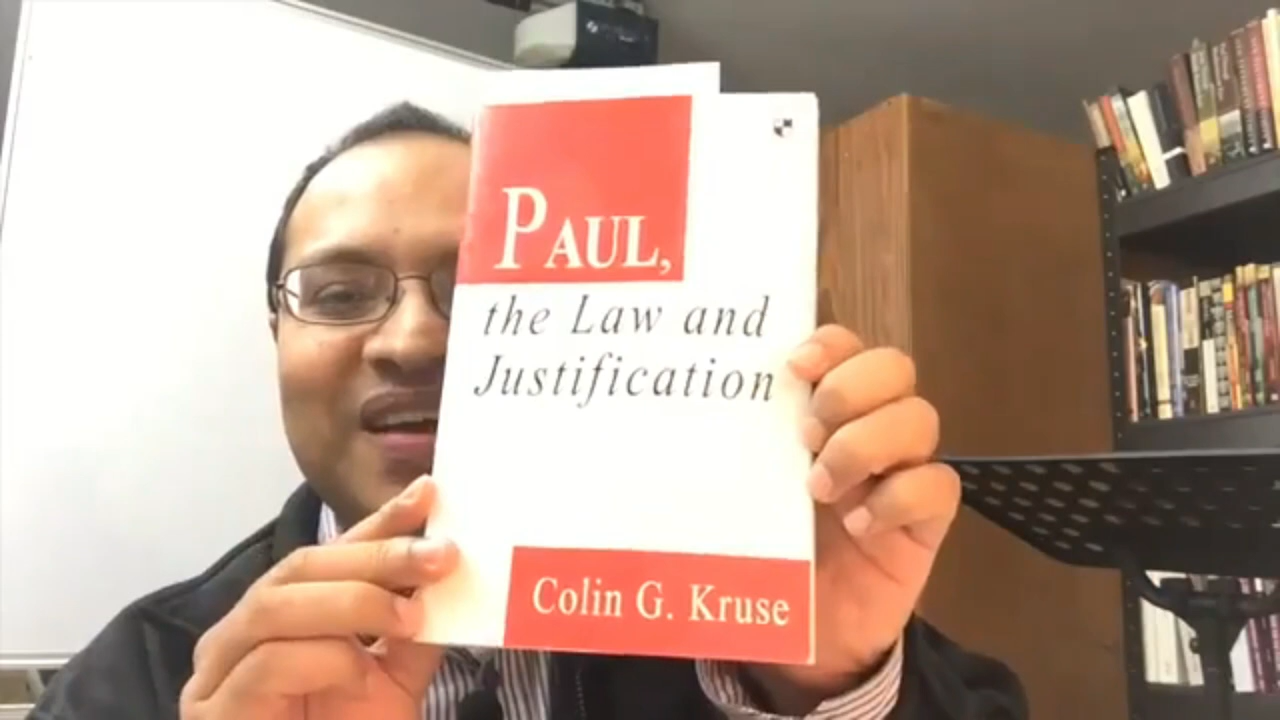 PAUL,
the Law and
Justification
Colin G. Kruse